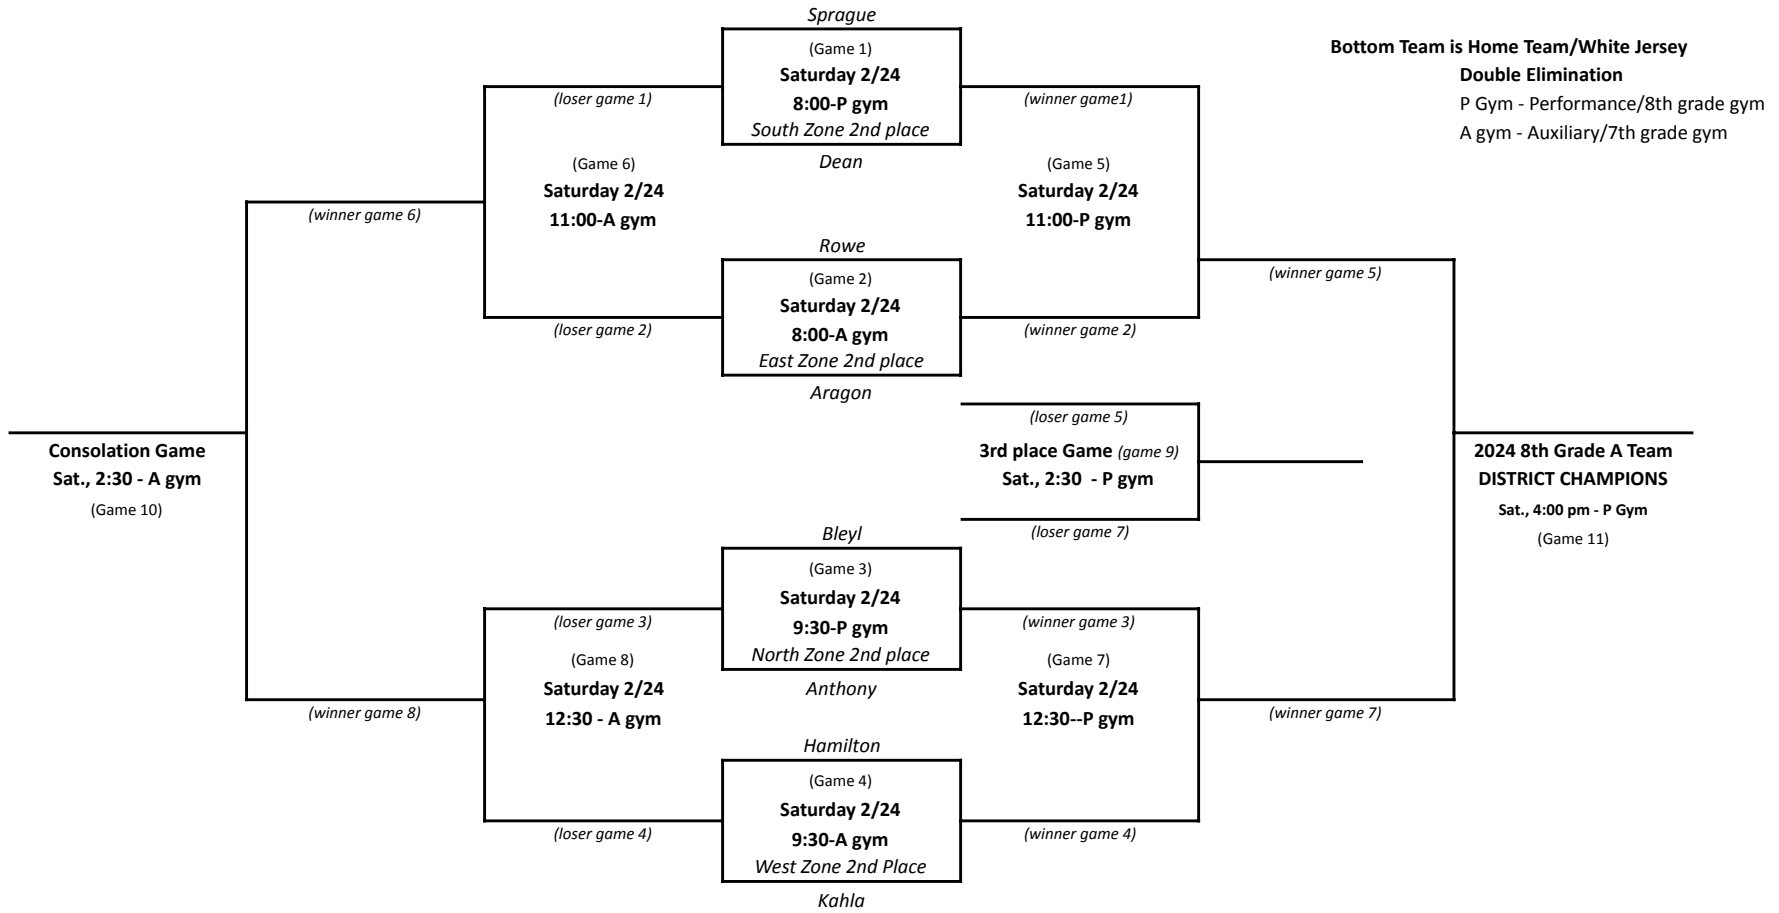 Sprague
Bottom Team is Home Team/White Jersey
Double Elimination
P Gym - Performance/8th grade gym
A gym - Auxiliary/7th grade gym
(Game 1)
Saturday 2/24
8:00-P gym
South Zone 2nd place
Dean
(loser game 1)
(winner game1)
(Game 6)
Saturday 2/24
11:00-A gym
(Game 5)
Saturday 2/24
11:00-P gym
(winner game 6)
Rowe
(Game 2)
Saturday 2/24
8:00-A gym
East Zone 2nd place
Aragon
(winner game 5)
(loser game 2)
(winner game 2)
(loser game 5)
3rd place Game (game 9)
Sat., 2:30 - P gym
(loser game 7)
Consolation Game
Sat., 2:30 - A gym
(Game 10)
2024 8th Grade A Team
DISTRICT CHAMPIONS
Sat., 4:00 pm - P Gym
(Game 11)
Bleyl
(Game 3)
Saturday 2/24
9:30-P gym
North Zone 2nd place
Anthony
(loser game 3)
(winner game 3)
(Game 8)
Saturday 2/24
12:30 - A gym
(Game 7)
Saturday 2/24
12:30--P gym
(winner game 8)
(winner game 7)
Hamilton
(Game 4)
Saturday 2/24
9:30-A gym
West Zone 2nd Place
Kahla
(loser game 4)
(winner game 4)